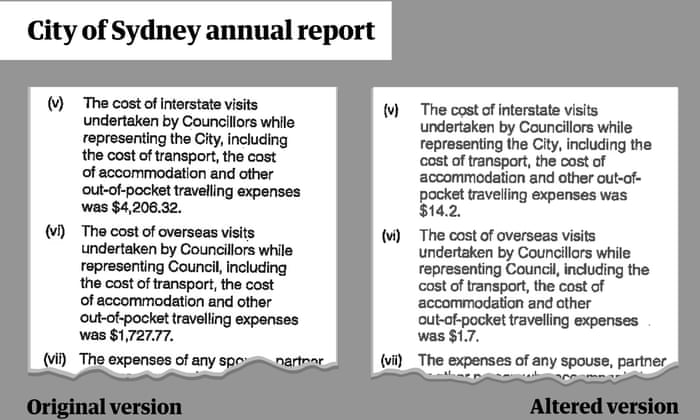 City of Sydney annual report
(v) The cost of interstate visits
undertaken by Councillors while
representing the City, including
the cost of transport, the cost
of accommodation and other
out-of-pocket travelling expenses
was $4,206.32.
(vi) The cost of overseas visits
undertaken by Councillors while
representing Council, including
the cost of transport, the cost
of accommodation and other
out-of-pocket travelling expenses
was $1,727.77.
(vii) The expenses of any
Original version
(v) The cost of interstate visits
undertaken by Councillors while
representing the City, including the
cost of transport, the cost of
accommodation and other out-of-
pocket travelling expenses was
$14.2.
(vi) The cost of overseas visits
undertaken by Councillors while
representing Council, including the
cost of transport, the cost of
accommodation and other
out-of-pocket travelling expenses
was $1.7.
(vii) The expenses of any spouse, partner
Altered version